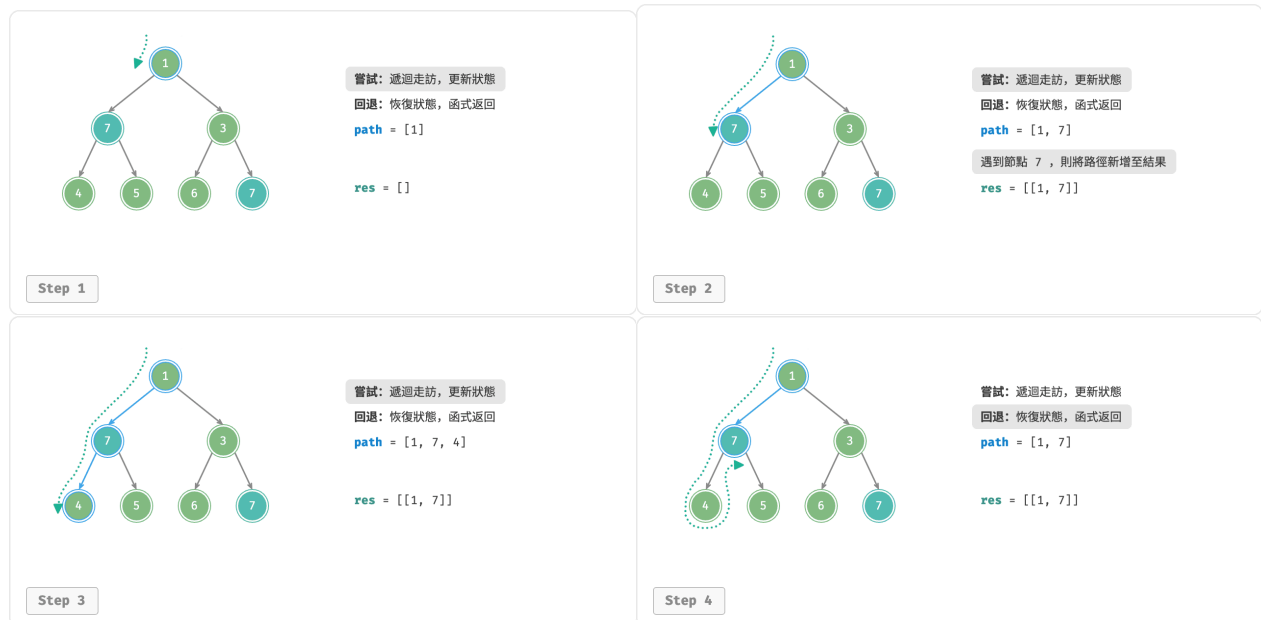 1
嘗試：遞迴走訪，更新狀態
回退：恢復狀態，函式返回
7
3
path = [1]
4
5
6
7
res = []
Step 1
1
嘗試：遞迴走訪，更新狀態
回退：恢復狀態，函式返回
7
3
path = [1, 7]
遇到節點 7 ，則將路徑新增至結果
4
5
6
7
res = [[1, 7]]
Step 2
1
嘗試：遞迴走訪，更新狀態
回退：恢復狀態，函式返回
7
3
path = [1, 7, 4]
4
5
6
7
res = [[1, 7]]
Step 3
1
嘗試：遞迴走訪，更新狀態
回退：恢復狀態，函式返回
7
3
path = [1, 7]
4
5
6
7
res = [[1, 7]]
Step 4